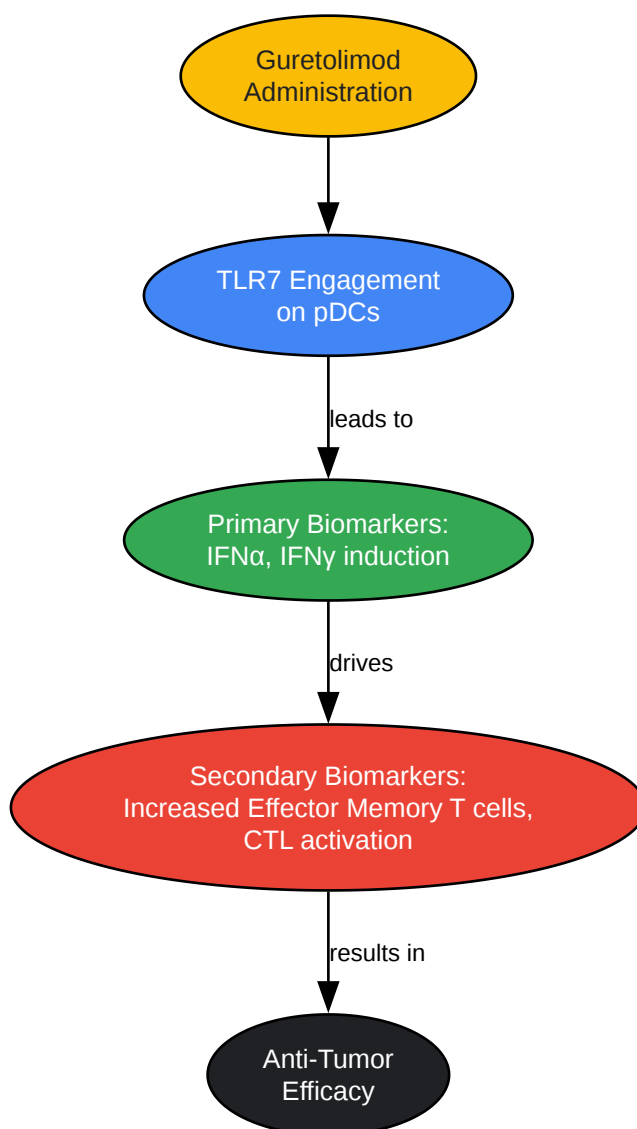 Guretolimod
Administration
TLR7 Engagement
on pDCs
leads to
Primary Biomarkers:
IFNα, IFNγ induction
drives
Secondary Biomarkers:
Increased Effector Memory T cells,
CTL activation
results in
Anti-Tumor
Efficacy